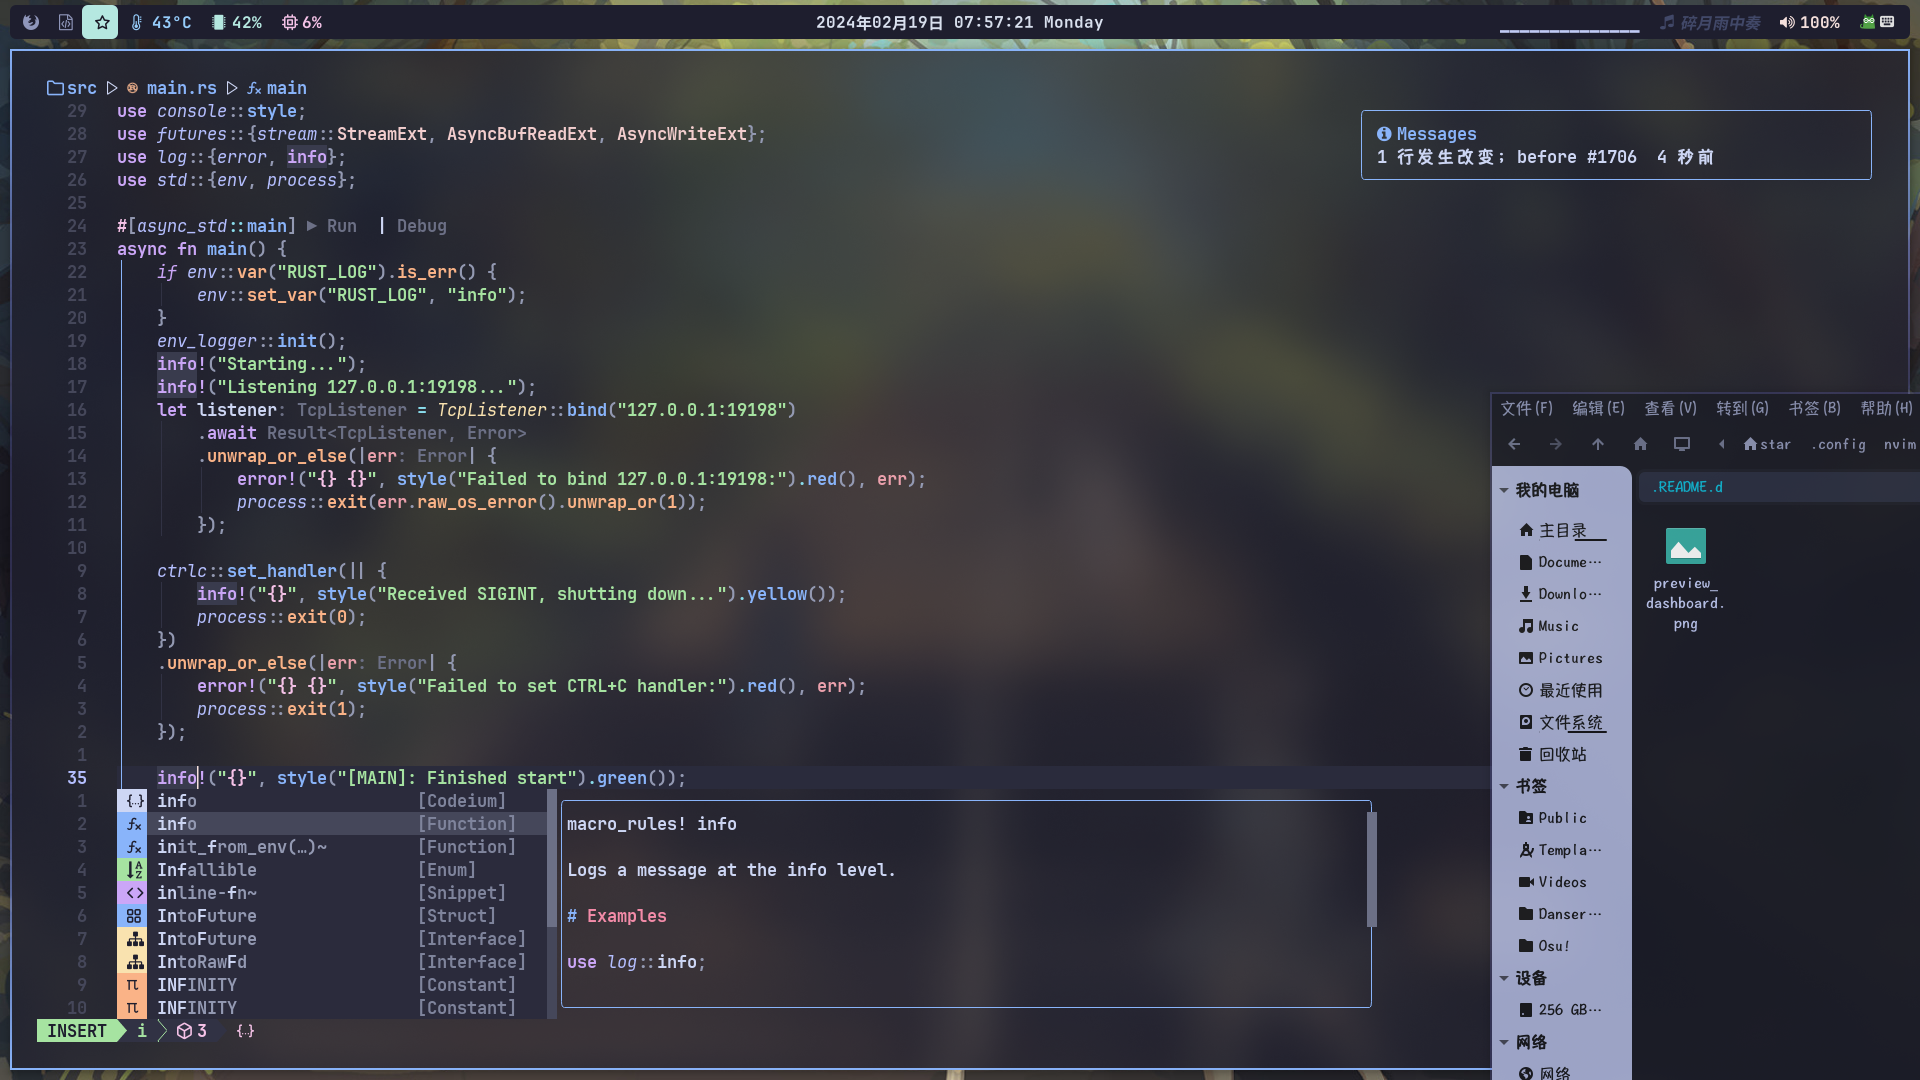 43°C 42% 6% 2024年02月19日 07:57:21 Monday 碎月雨中奏 100%
src ▷ main.rs ▷ main
29 use console::style;
28 use futures::{stream::StreamExt, AsyncBufReadExt, AsyncWriteExt};
27 use log::{error, info};
26 use std::{env, process};
25
24 #[async_std::main] ▶ Run | Debug
23 async fn main() {
22 if env::var("RUST_LOG").is_err() {
21 env::set_var("RUST_LOG", "info");
20 }
19 env_logger::init();
18 info!("Starting...");
17 info!("Listening 127.0.0.1:19198...");
16 let listener: TcpListener = TcpListener::bind("127.0.0.1:19198")
15 .await Result<TcpListener, Error>
14 .unwrap_or_else(|err: Error| {
13 error!("{} {}", style("Failed to bind 127.0.0.1:19198:").red(), err);
12 process::exit(err.raw_os_error().unwrap_or(1));
11 });
10
9 ctrlc::set_handler(|| {
8 info!("{}", style("Received SIGINT, shutting down...").yellow());
7 process::exit(0);
6 })
5 .unwrap_or_else(|err: Error| {
4 error!("{} {}", style("Failed to set CTRL+C handler:").red(), err);
3 process::exit(1);
2 });
1
35 info!("{}", style("[MAIN]: Finished start").green());
1 {…} info [Codeium]
2 info [Function]
3 init_from_env(…)~ [Function]
4 Infallible [Enum]
5 inline-fn~ [Snippet]
6 IntoFuture [Struct]
7 IntoFuture [Interface]
8 IntoRawFd [Interface]
9 π INFINITY [Constant]
10 π INFINITY [Constant]
macro_rules! info
Logs a message at the info level.
# Examples
use log::info;
INSERT i 3 {…}
Messages
1 行发生改变; before #1706 4 秒前
文件(F) 编辑(E) 查看(V) 转到(G) 书签(B) 帮助(H)
star .config nvim
我的电脑
主目录
Docume…
Downlo…
Music
Pictures
最近使用
文件系统
回收站
书签
Public
Templa…
Videos
Danser…
Osu!
设备
256 GB…
网络
网络
.README.d
preview_
dashboard.
png